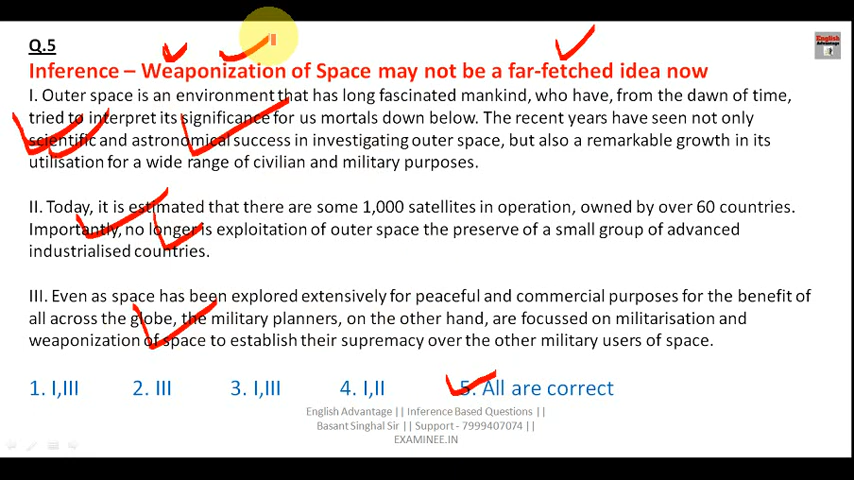 Q.5
English
Advantage
Inference – Weaponization of Space may not be a far-fetched idea now
I. Outer space is an environment that has long fascinated mankind, who have, from the dawn of time,
tried to interpret its significance for us mortals down below. The recent years have seen not only
scientific and astronomical success in investigating outer space, but also a remarkable growth in its
utilisation for a wide range of civilian and military purposes.
II. Today, it is estimated that there are some 1,000 satellites in operation, owned by over 60 countries.
Importantly, no longer is exploitation of outer space the preserve of a small group of advanced
industrialised countries.
III. Even as space has been explored extensively for peaceful and commercial purposes for the benefit of
all across the globe, the military planners, on the other hand, are focussed on militarisation and
weaponization of space to establish their supremacy over the other military users of space.
1. I,III 2. III 3. I,III 4. I,II 5. All are correct
English Advantage || Inference Based Questions ||
Basant Singhal Sir || Support - 7999407074 ||
EXAMINEE.IN